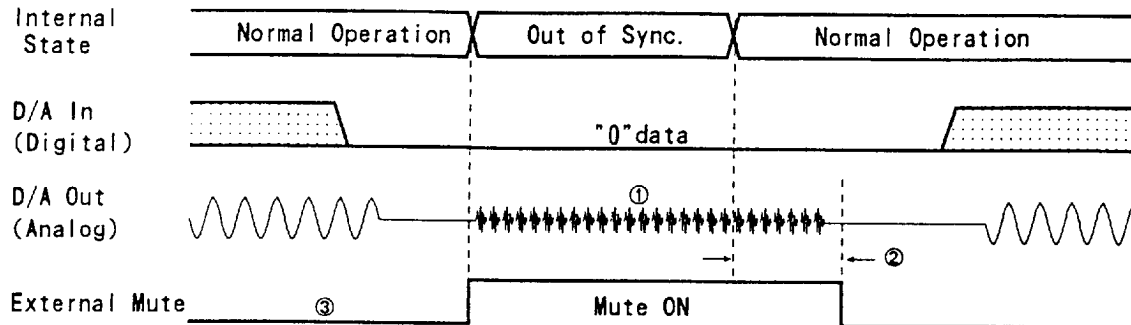 Internal
State
Normal Operation
Out of Sync.
Normal Operation
D/A In
(Digital)
"0"data
D/A Out
(Analog)
①
②
External Mute
③
Mute ON